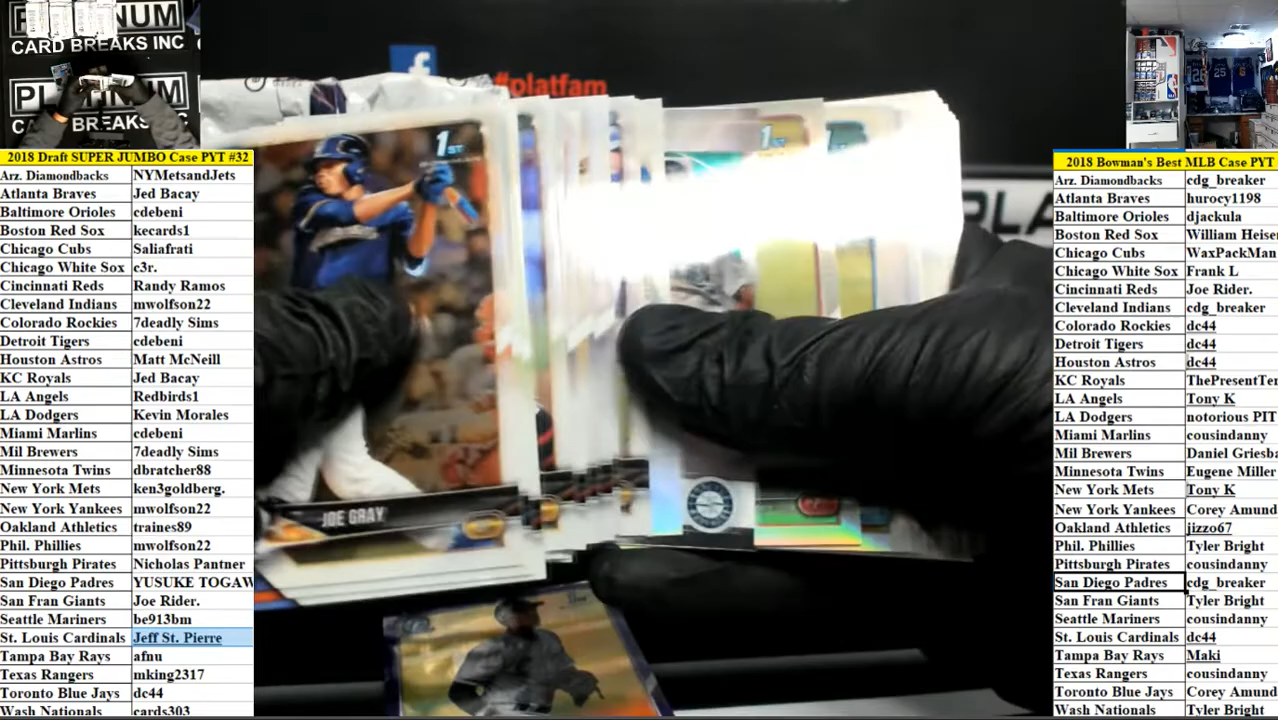 PLATINUM
CARD BREAKS INC
#platfam
2018 Draft SUPER JUMBO Case PYT #32
Arz. Diamondbacks NYMetsandJets
Atlanta Braves Jed Bacay
Baltimore Orioles cdebeni
Boston Red Sox kecards1
Chicago Cubs Saliafrati
Chicago White Sox c3r.
Cincinnati Reds Randy Ramos
Cleveland Indians mwolfson22
Colorado Rockies 7deadly Sims
Detroit Tigers cdebeni
Houston Astros Matt McNeill
KC Royals Jed Bacay
LA Angels Redbirds1
LA Dodgers Kevin Morales
Miami Marlins cdebeni
Mil Brewers 7deadly Sims
Minnesota Twins dbratcher88
New York Mets ken3goldberg.
New York Yankees mwolfson22
Oakland Athletics traines89
Phil. Phillies mwolfson22
Pittsburgh Pirates Nicholas Pantner
San Diego Padres YUSUKE TOGAW
San Fran Giants Joe Rider.
Seattle Mariners be913bm
St. Louis Cardinals Jeff St. Pierre
Tampa Bay Rays afnu
Texas Rangers mking2317
Toronto Blue Jays dc44
Wash Nationals cards303
1ST
JOE GRAY
2018 Bowman's Best MLB Case PYT
Arz. Diamondbacks cdg_breaker
Atlanta Braves hurocy1198
Baltimore Orioles djackula
Boston Red Sox William Heiser
Chicago Cubs WaxPackMan
Chicago White Sox Frank L
Cincinnati Reds Joe Rider.
Cleveland Indians cdg_breaker
Colorado Rockies dc44
Detroit Tigers dc44
Houston Astros dc44
KC Royals ThePresentTer
LA Angels Tony K
LA Dodgers notorious PIT
Miami Marlins cousindanny
Mil Brewers Daniel Griesba
Minnesota Twins Eugene Miller
New York Mets Tony K
New York Yankees Corey Amund
Oakland Athletics jizzo67
Phil. Phillies Tyler Bright
Pittsburgh Pirates cousindanny
San Diego Padres cdg_breaker
San Fran Giants Tyler Bright
Seattle Mariners cousindanny
St. Louis Cardinals dc44
Tampa Bay Rays Maki
Texas Rangers cousindanny
Toronto Blue Jays Corey Amund
Wash Nationals Tyler Bright